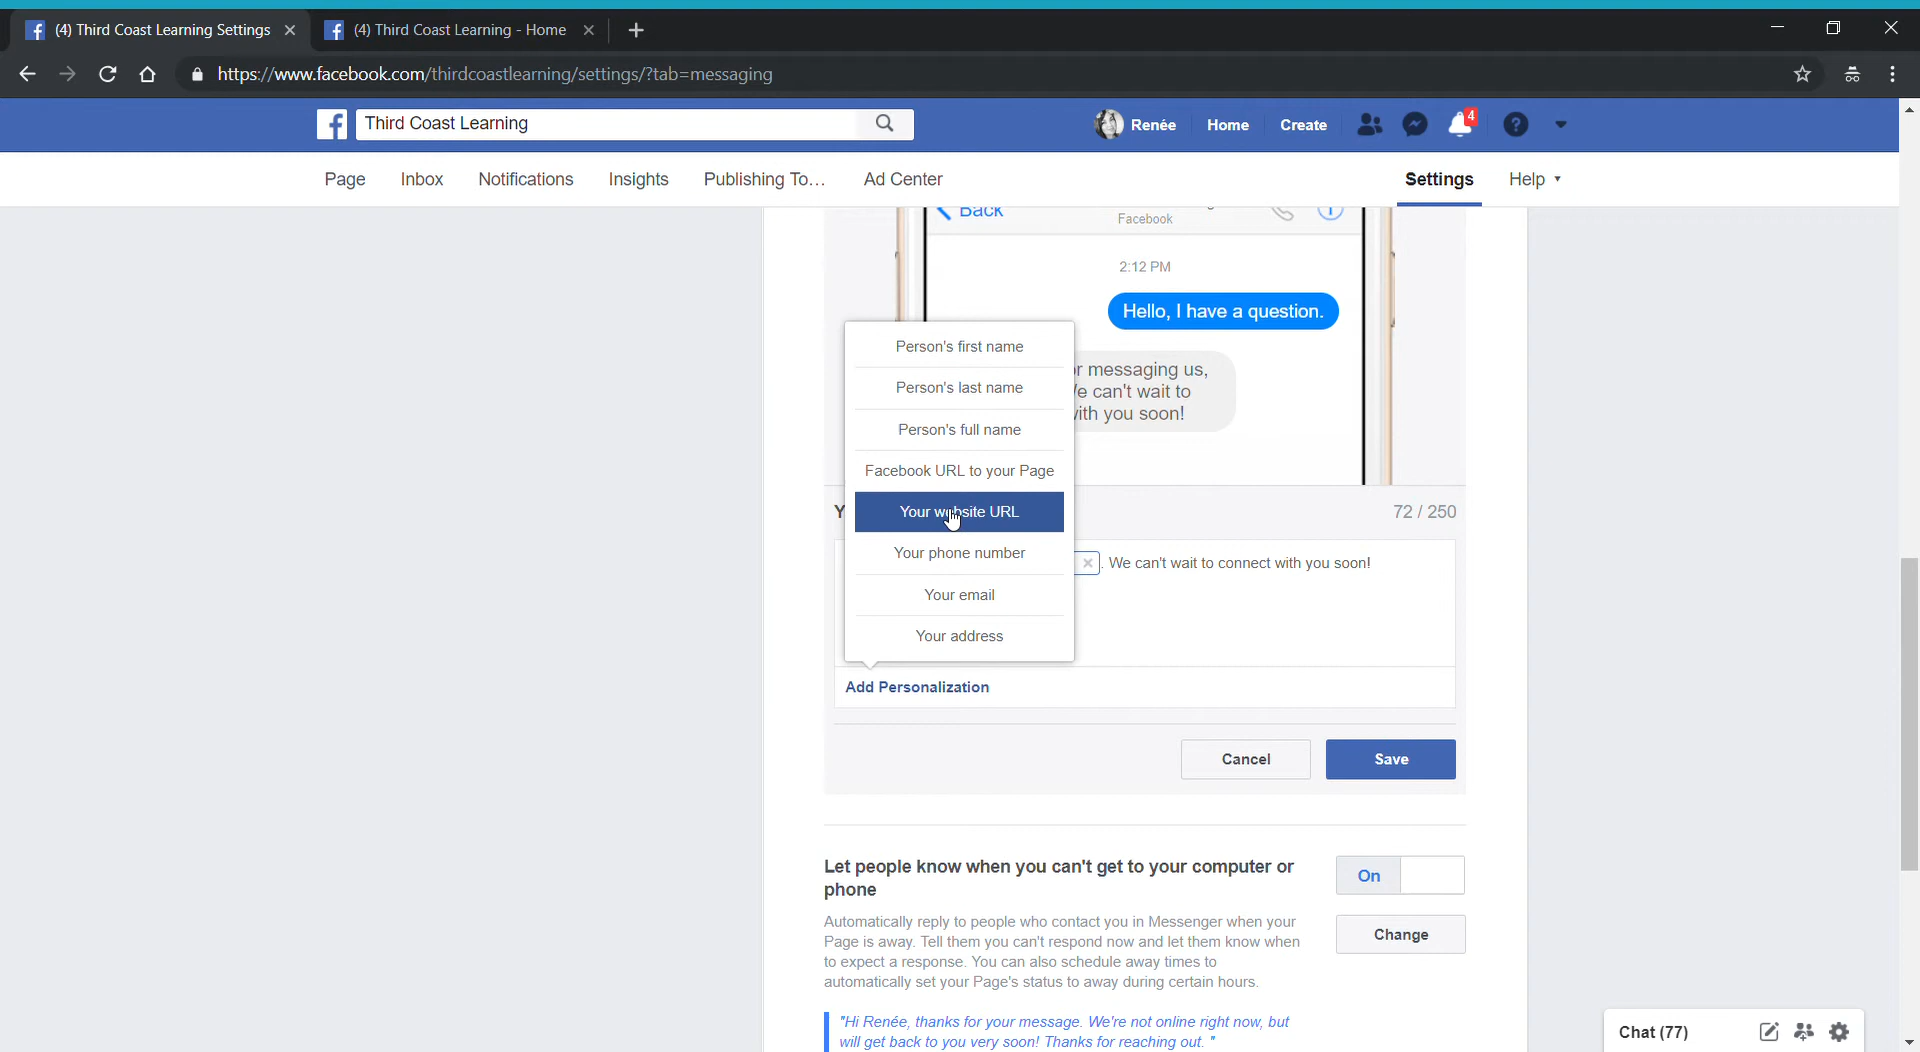 (4) Third Coast Learning Settings
(4) Third Coast Learning - Home
https://www.facebook.com/thirdcoastlearning/settings/?tab=messaging
Third Coast Learning
Renée
Home
Create
4
Page
Inbox
Notifications
Insights
Publishing To...
Ad Center
Settings
Help
Back
Facebook
2:12 PM
Hello, I have a question.
r messaging us,
e can't wait to
ith you soon!
Person's first name
Person's last name
Person's full name
Facebook URL to your Page
Your website URL
Your phone number
Your email
Your address
Y
72 / 250
. We can't wait to connect with you soon!
Add Personalization
Cancel
Save
Let people know when you can't get to your computer or
phone
On
Automatically reply to people who contact you in Messenger when your
Page is away. Tell them you can't respond now and let them know when
to expect a response. You can also schedule away times to
automatically set your Page's status to away during certain hours.
Change
"Hi Renée, thanks for your message. We're not online right now, but
will get back to you very soon! Thanks for reaching out. "
Chat (77)